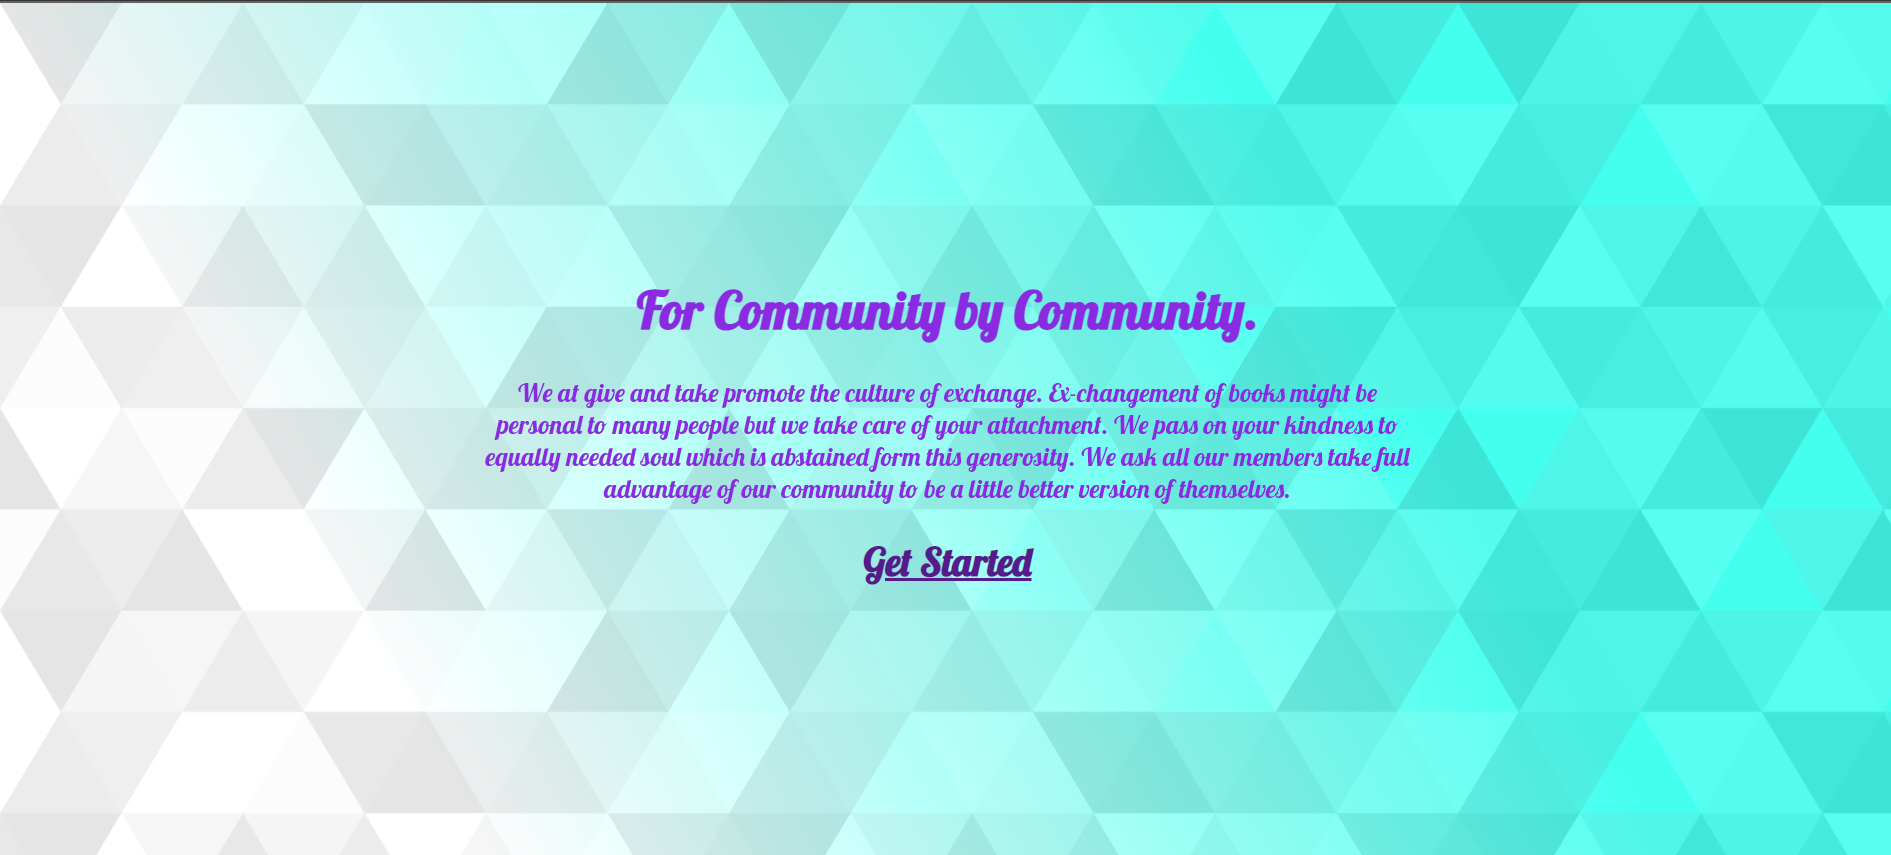 For Community by Community.
We at give and take promote the culture of exchange. Ex-changement of books might be
personal to many people but we take care of your attachment. We pass on your kindness to
equally needed soul which is abstained form this generosity. We ask all our members take full
advantage of our community to be a little better version of themselves.
Get Started